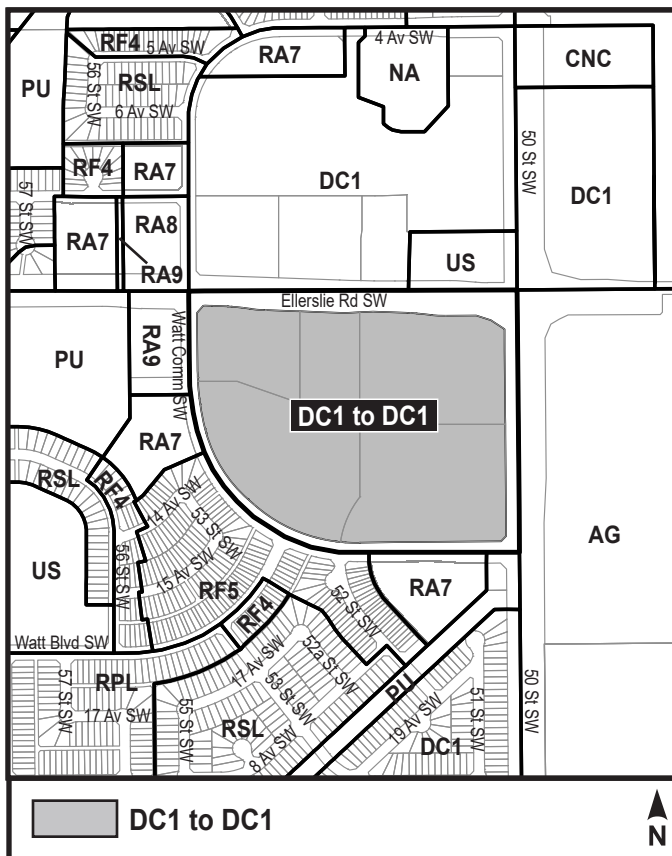 RF4
5 Av SW
RA7
4 Av SW
CNC
56 St SW
RSL
NA
PU
6 Av SW
RF4
RA7
DC1
50 St SW
DC1
57 St SW
RA7
RA8
RA9
US
Ellerslie Rd SW
Watt Comm SW
RA9
PU
DC1 to DC1
RA7
RSL
RF4
14 Av SW
53 St SW
AG
US
56 St SW
15 Av SW
RF5
52 St SW
RA7
RF4
Watt Blvd SW
RPL
17 Av SW
52a St SW
PU
57 St SW
17 Av SW
55 St SW
RSL
53 St SW
8 Av SW
19 Av SW
DC1
51 St SW
50 St SW
DC1 to DC1
N